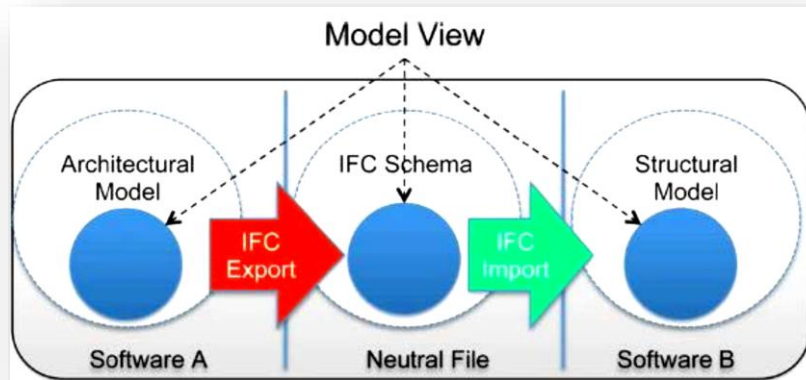 Model View
Architectural
Model
IFC Schema
Structural
Model
IFC
Export
IFC
Import
Software A
Neutral File
Software B